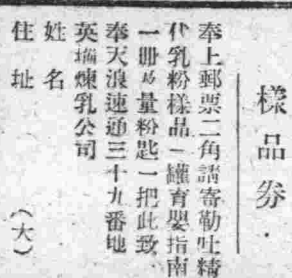 樣品券
奉上郵票二角請寄勒吐精
代乳粉樣品一罐育嬰指南
一册及量粉匙一把此致
奉天浪速通三十九番地
英瑞煉乳公司
姓名
住址
（大）